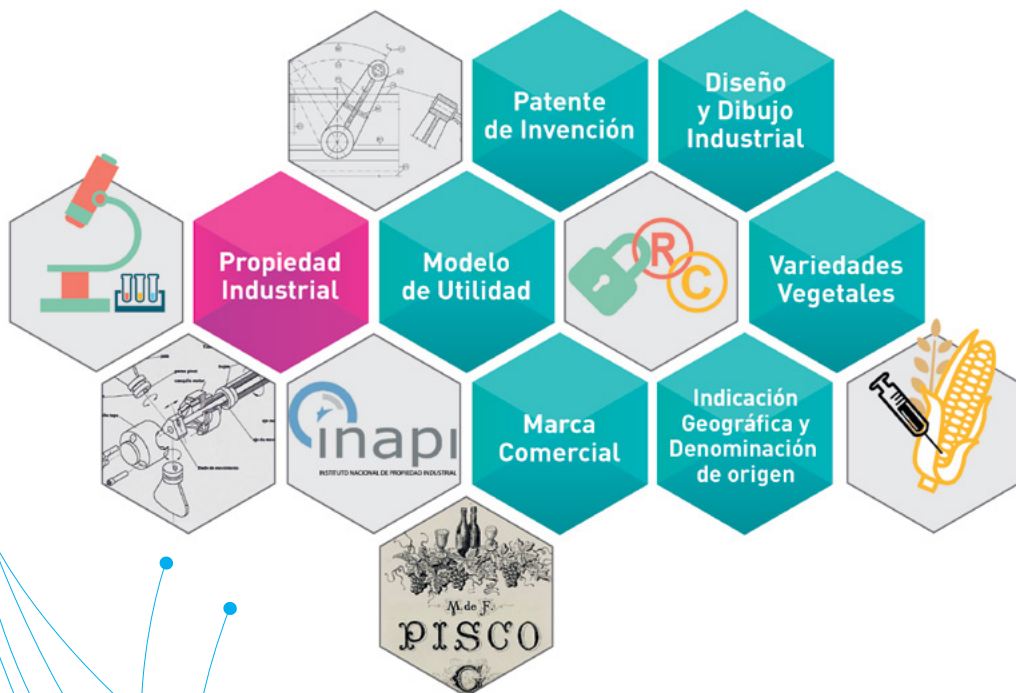 Patente
de Invención
Diseño
y Dibujo
Industrial
Propiedad
Industrial
Modelo
de Utilidad
R
C
Variedades
Vegetales
inapi
INSTITUTO NACIONAL DE PROPIEDAD INDUSTRIAL
Marca
Comercial
Indicación
Geográfica y
Denominación
de origen
M. de F.
PISCO
C